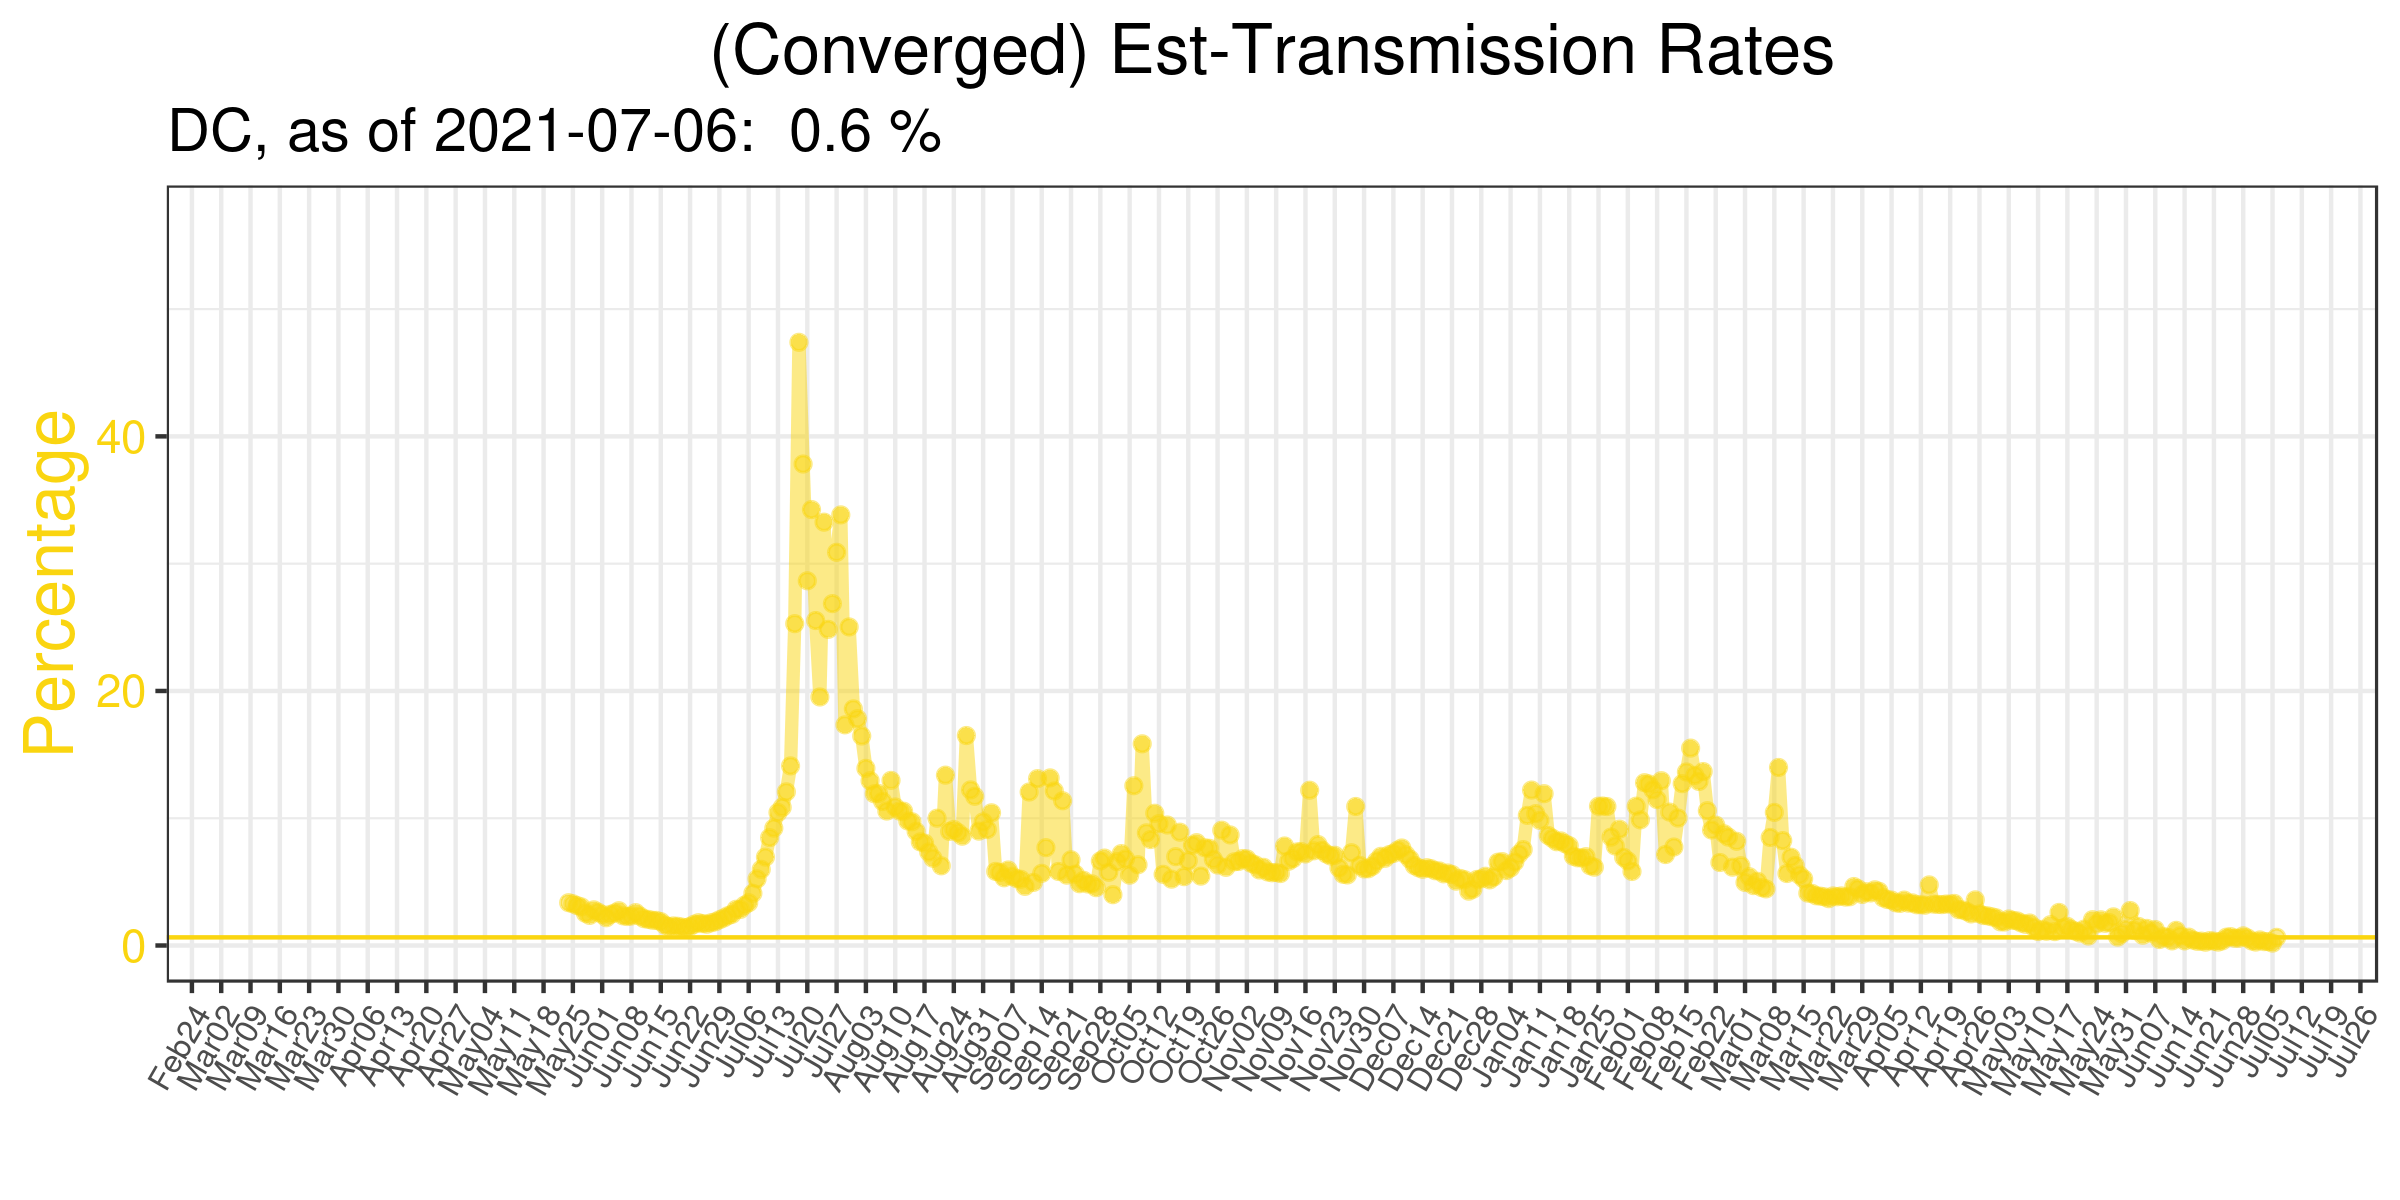 (Converged) Est-Transmission Rates
DC, as of 2021-07-06:  0.6 %
Percentage
40
20
0
Feb24
Mar02
Mar09
Mar16
Mar23
Mar30
Apr06
Apr13
Apr20
Apr27
May04
May11
May18
May25
Jun01
Jun08
Jun15
Jun22
Jun29
Jul06
Jul13
Jul20
Jul27
Aug03
Aug10
Aug17
Aug24
Aug31
Sep07
Sep14
Sep21
Sep28
Oct05
Oct12
Oct19
Oct26
Nov02
Nov09
Nov16
Nov23
Nov30
Dec07
Dec14
Dec21
Dec28
Jan04
Jan11
Jan18
Jan25
Feb01
Feb08
Feb15
Feb22
Mar01
Mar08
Mar15
Mar22
Mar29
Apr05
Apr12
Apr19
Apr26
May03
May10
May17
May24
May31
Jun07
Jun14
Jun21
Jun28
Jul05
Jul12
Jul19
Jul26